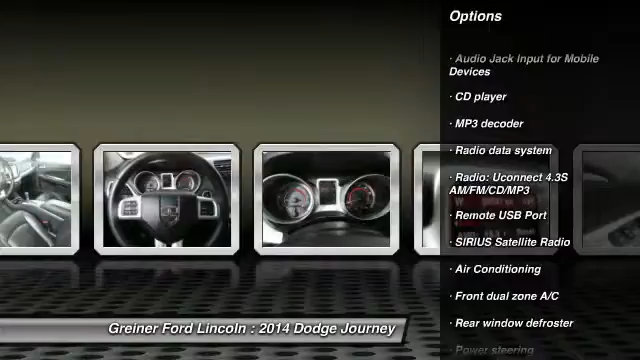 Options
· Audio Jack Input for Mobile
Devices
· CD player
· MP3 decoder
· Radio data system
· Radio: Uconnect 4.3S
AM/FM/CD/MP3
· Remote USB Port
· SIRIUS Satellite Radio
· Air Conditioning
· Front dual zone A/C
· Rear window defroster
· Power steering
Greiner Ford Lincoln : 2014 Dodge Journey